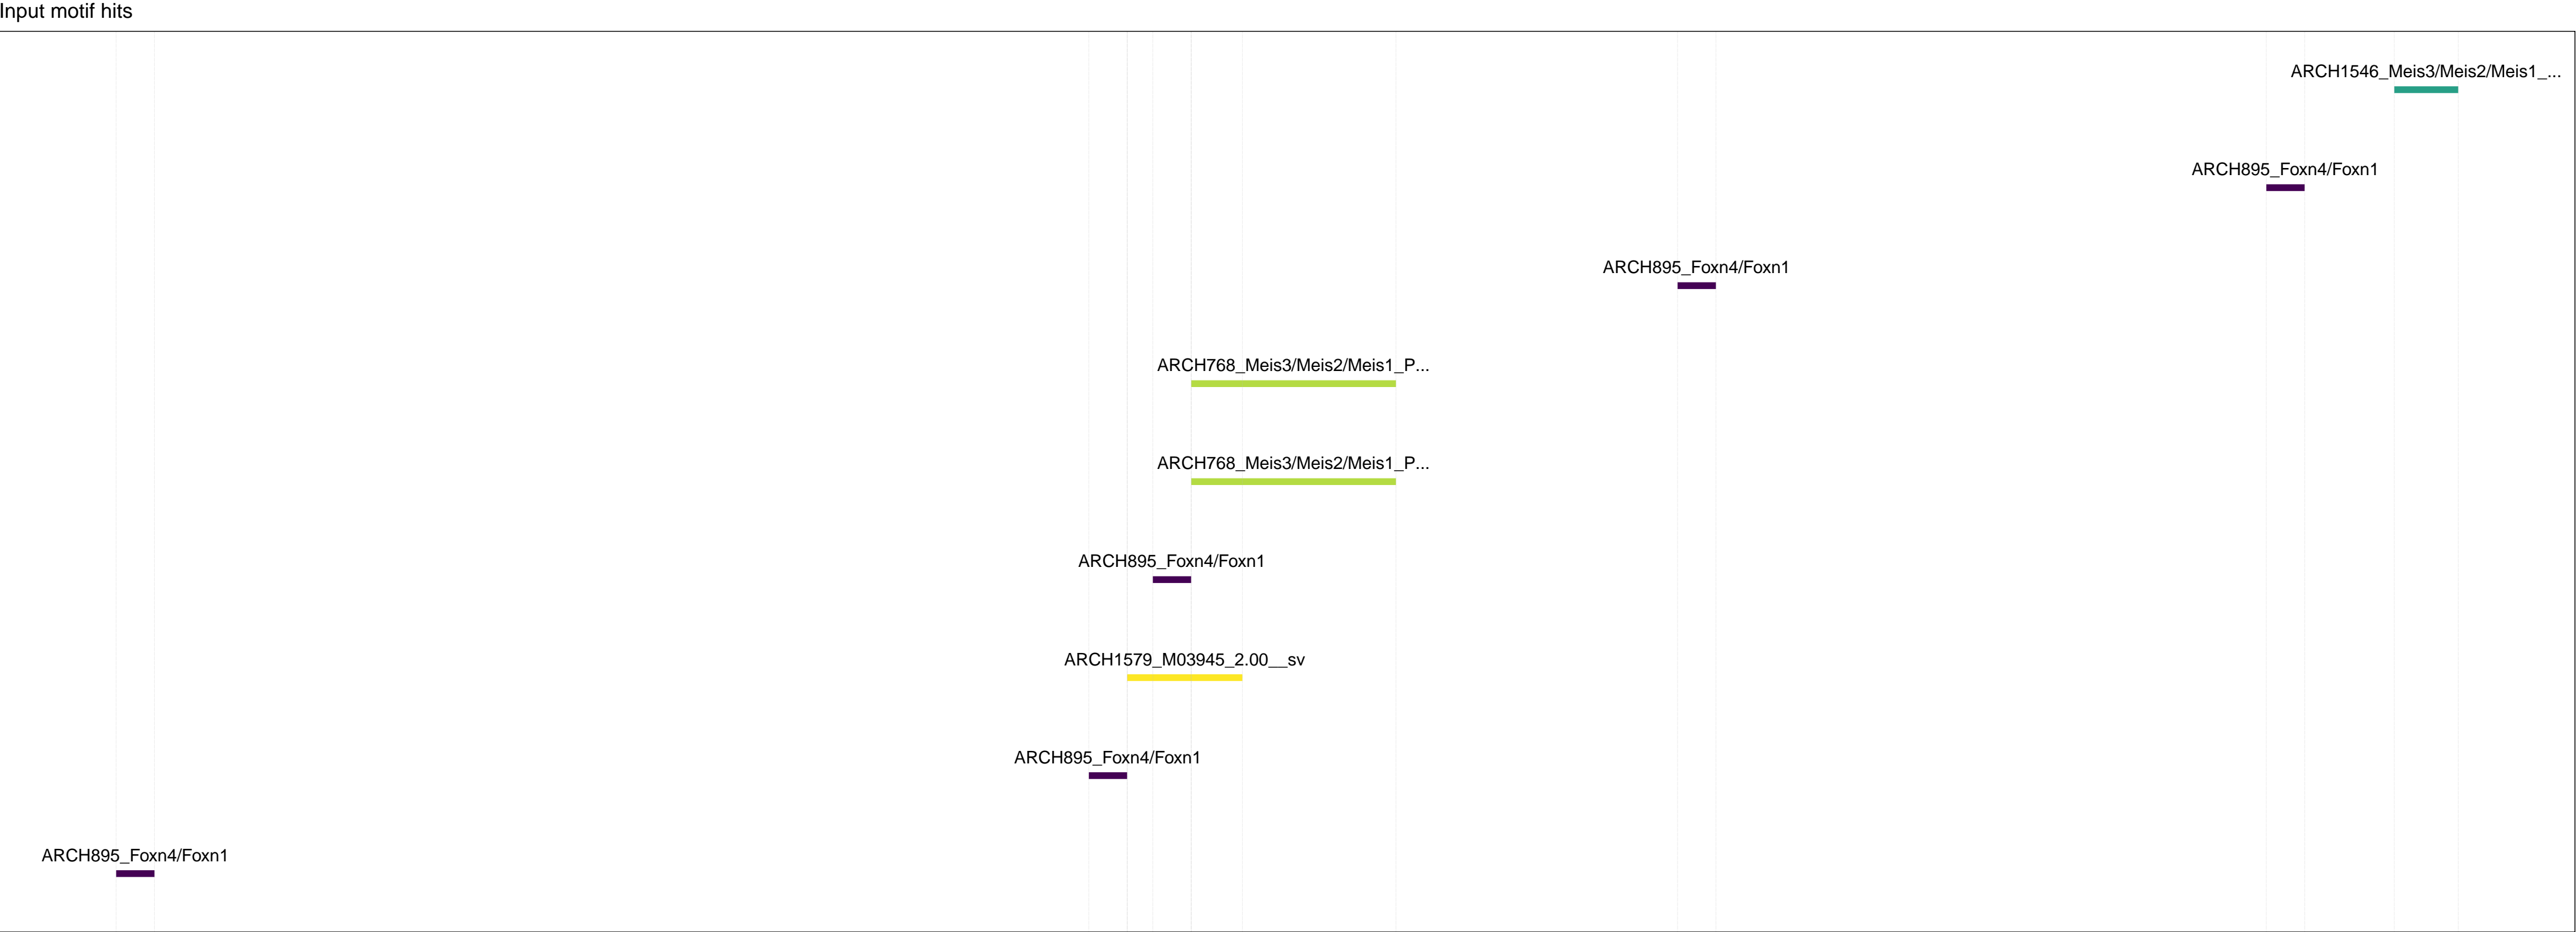 Input motif hits
ARCH1546_Meis3/Meis2/Meis1_...
ARCH895_Foxn4/Foxn1
ARCH895_Foxn4/Foxn1
ARCH768_Meis3/Meis2/Meis1_P...
ARCH768_Meis3/Meis2/Meis1_P...
ARCH895_Foxn4/Foxn1
ARCH1579_M03945_2.00__sv
ARCH895_Foxn4/Foxn1
ARCH895_Foxn4/Foxn1